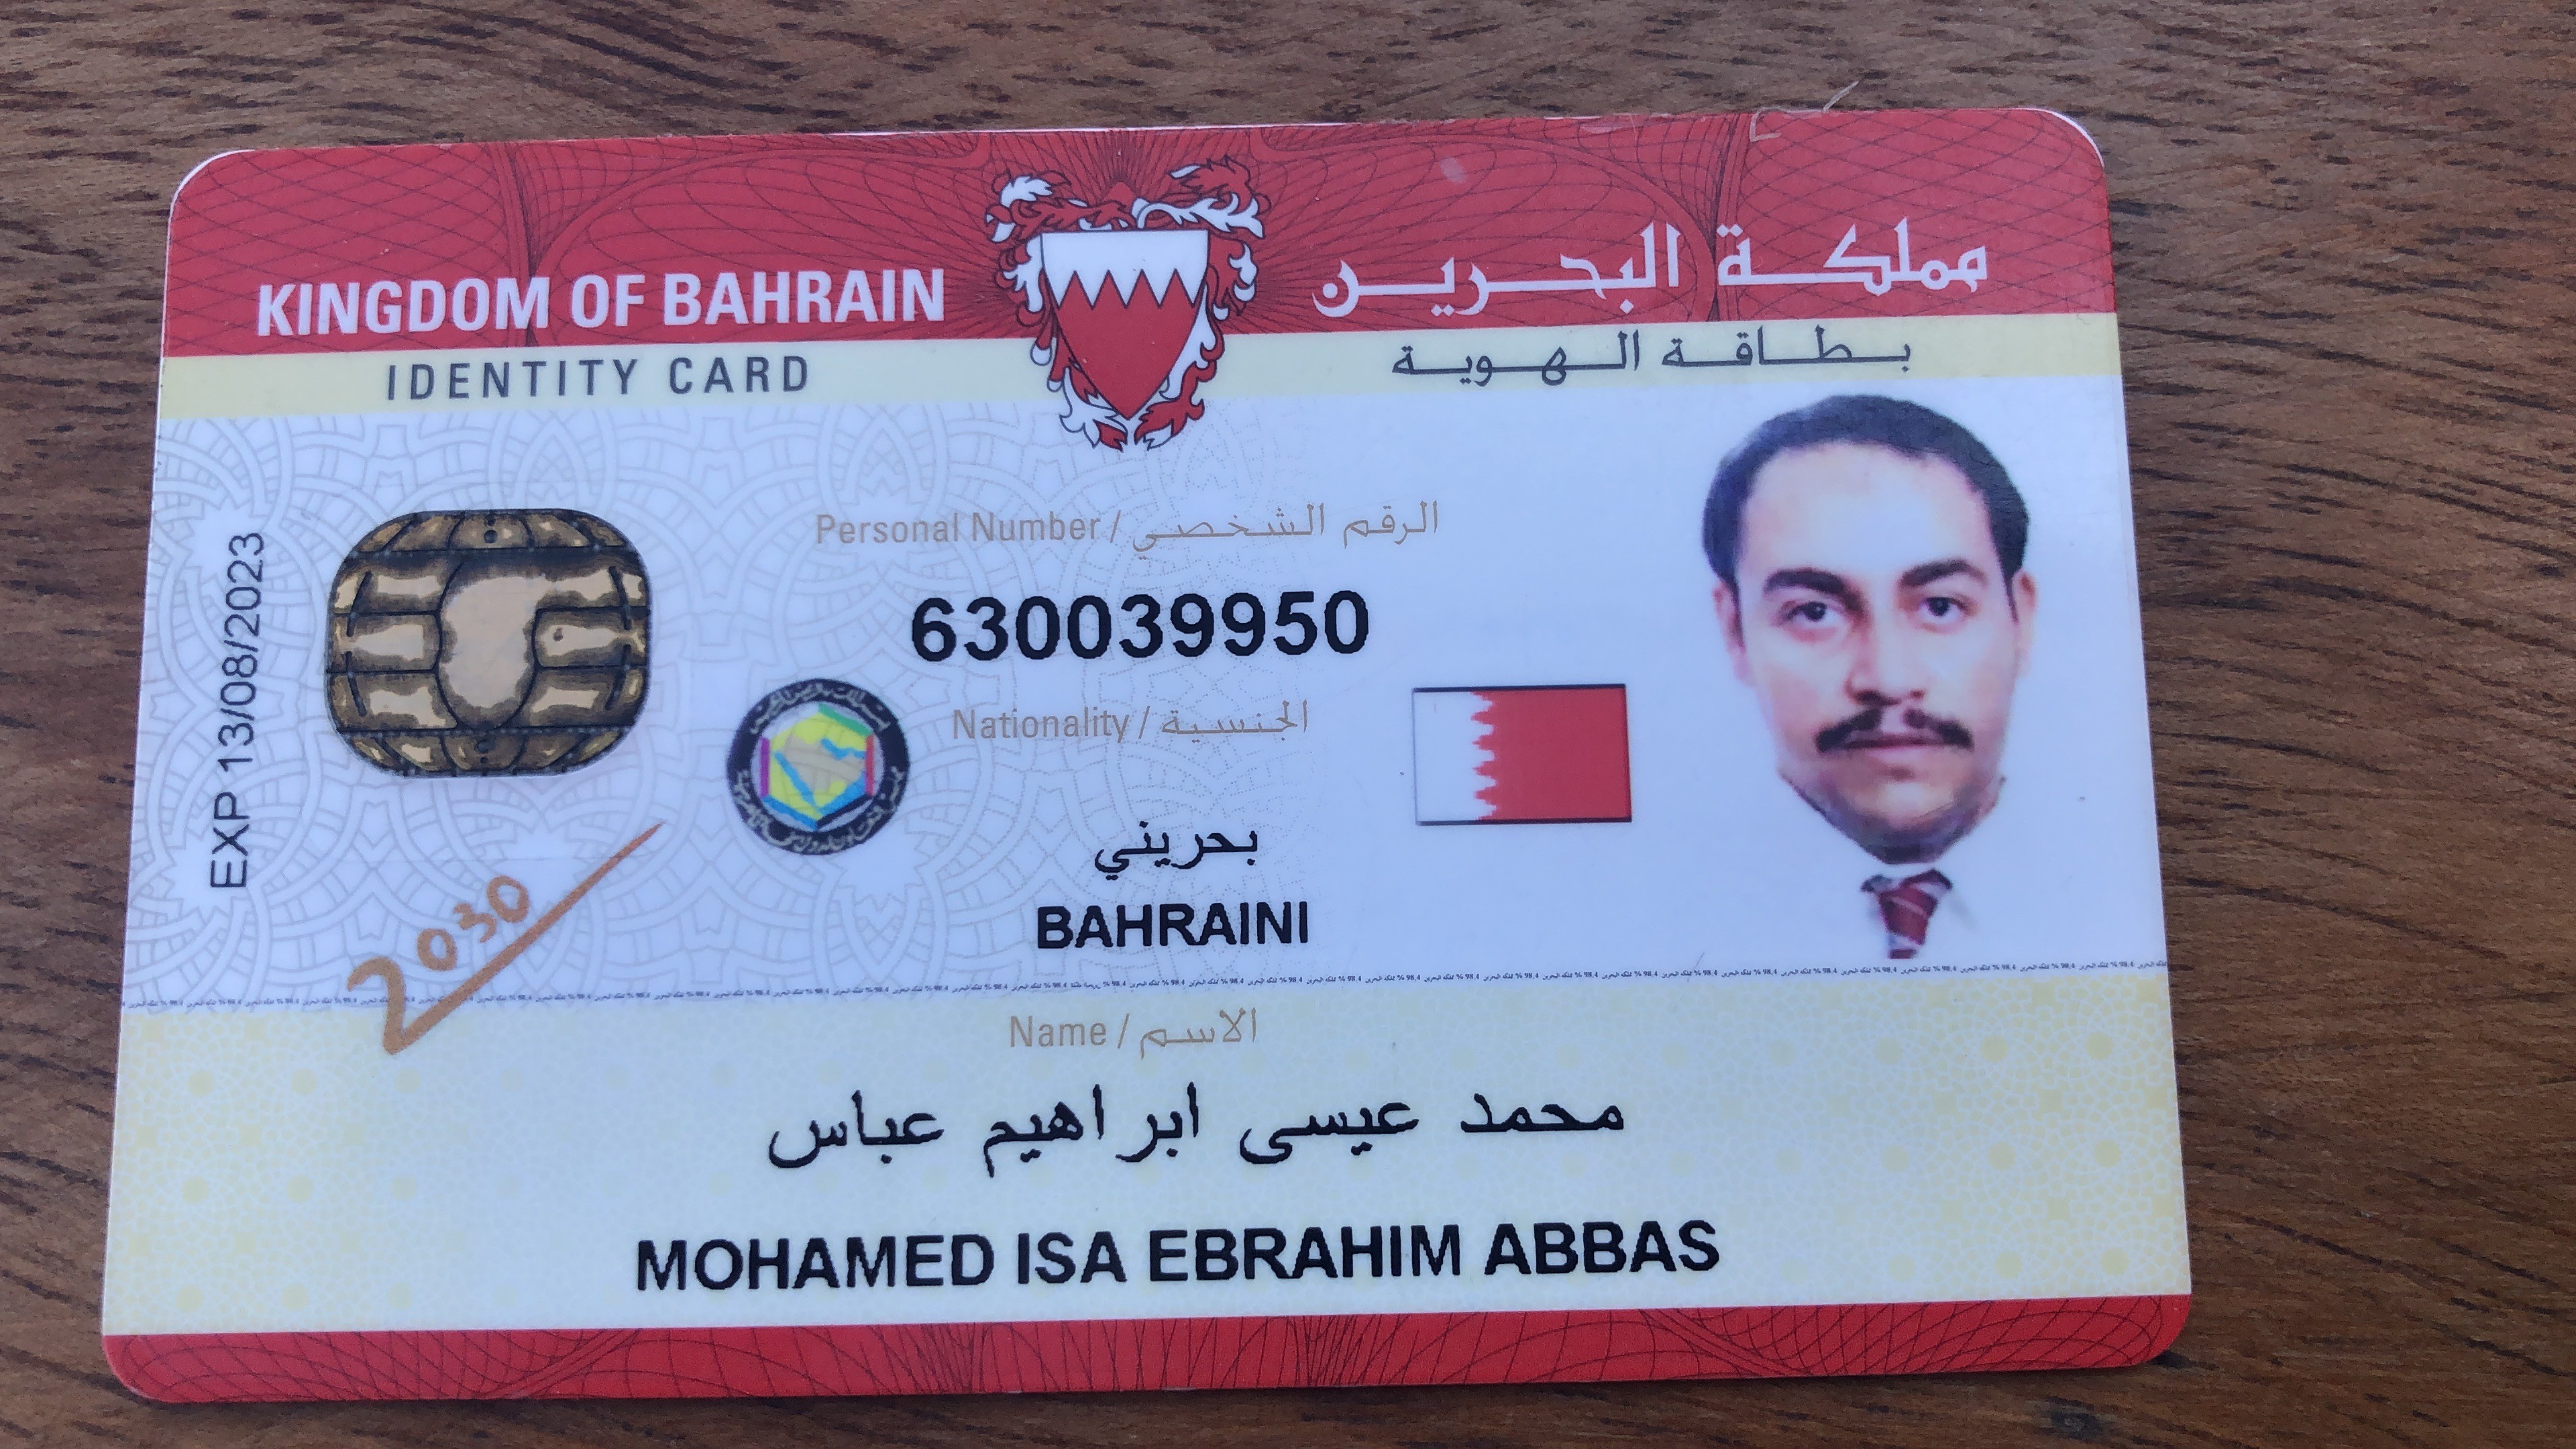 KINGDOM OF BAHRAIN
مملكة البحرين
IDENTITY CARD
بطاقة الهوية
Personal Number / الرقم الشخصي
630039950
EXP 13/08/2023
Nationality / الجنسية
بحريني
BAHRAINI
2030
Name / الاسم
محمد عيسى ابراهيم عباس
MOHAMED ISA EBRAHIM ABBAS